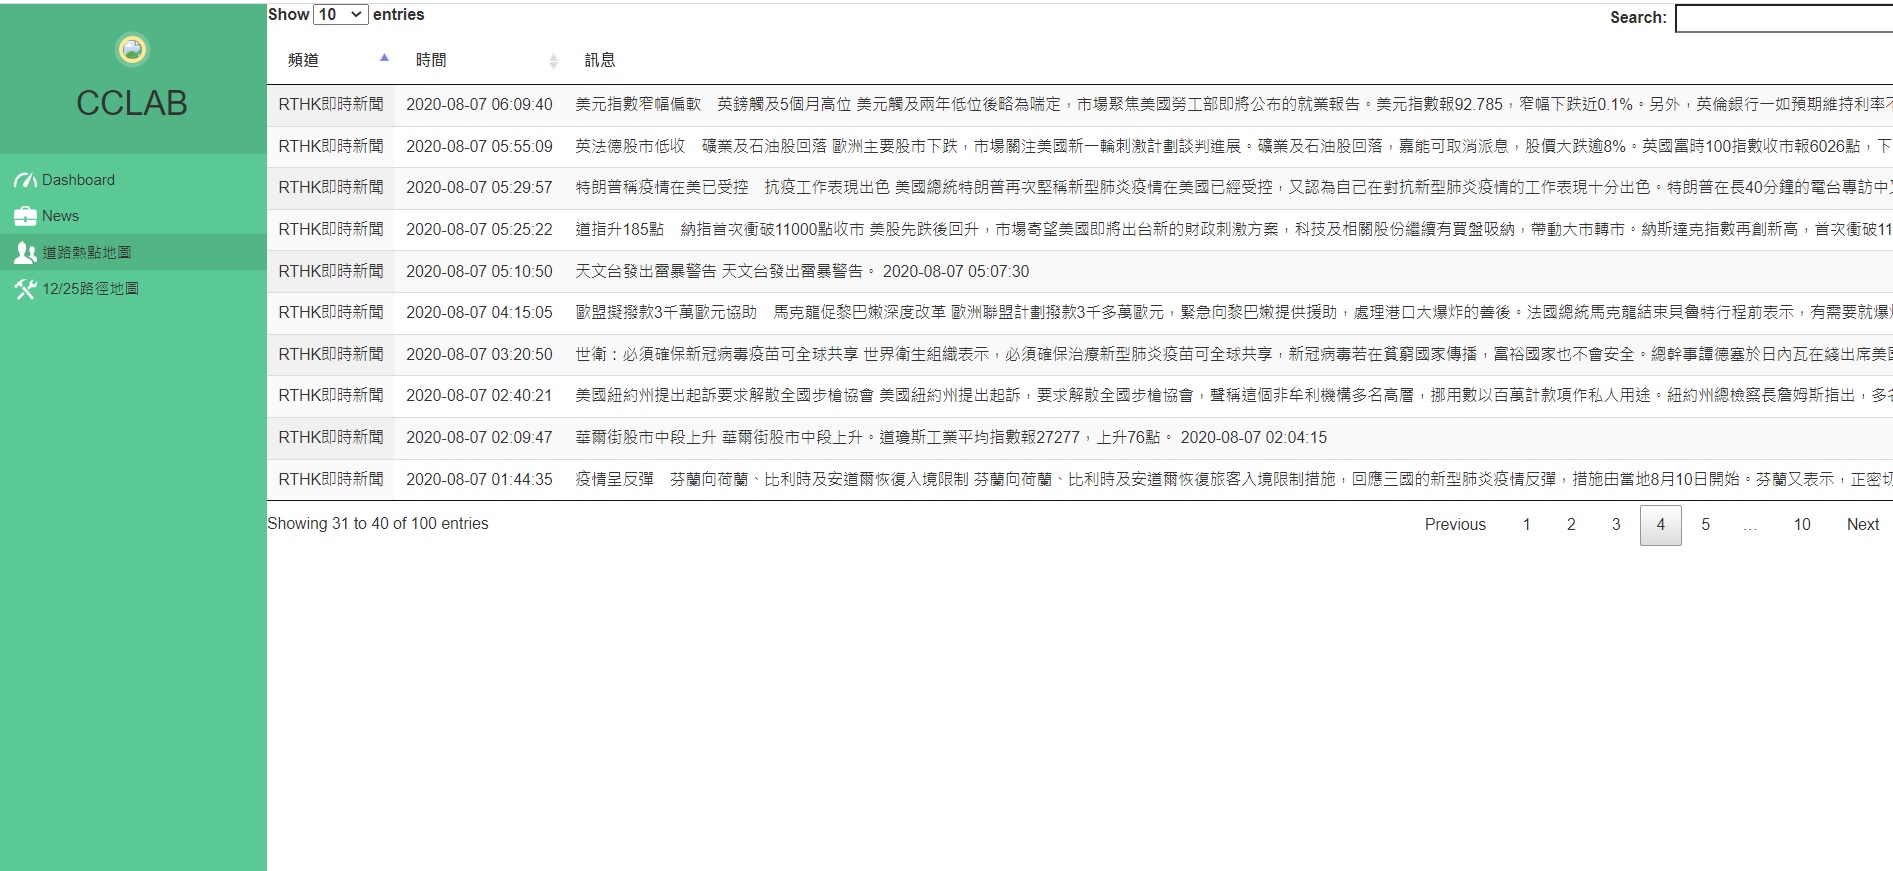 CCLAB
Dashboard
News
道路熱點地圖
12/25路徑地圖
Show 10 entries
Search:
頻道 時間 訊息
RTHK即時新聞 2020-08-07 06:09:40 美元指數窄幅偏軟　英鎊觸及5個月高位 美元觸及兩年低位後略為喘定，市場聚焦美國勞工部即將公布的就業報告。美元指數報92.785，窄幅下跌近0.1%。另外，英倫銀行一如預期維持利率不
RTHK即時新聞 2020-08-07 05:55:09 英法德股市低收　礦業及石油股回落 歐洲主要股市下跌，市場關注美國新一輪刺激計劃談判進展。礦業及石油股回落，嘉能可取消派息，股價大跌逾8%。英國富時100指數收市報6026點，下
RTHK即時新聞 2020-08-07 05:29:57 特朗普稱疫情在美已受控　抗疫工作表現出色 美國總統特朗普再次堅稱新型肺炎疫情在美國已經受控，又認為自己在對抗新型肺炎疫情的工作表現十分出色。特朗普在長40分鐘的電台專訪中
RTHK即時新聞 2020-08-07 05:25:22 道指升185點　納指首次衝破11000點收市 美股先跌後回升，市場寄望美國即將出台新的財政刺激方案，科技及相關股份繼續有買盤吸納，帶動大市轉市。納斯達克指數再創新高，首次衝破11
RTHK即時新聞 2020-08-07 05:10:50 天文台發出雷暴警告 天文台發出雷暴警告。 2020-08-07 05:07:30
RTHK即時新聞 2020-08-07 04:15:05 歐盟擬撥款3千萬歐元協助　馬克龍促黎巴嫩深度改革 歐洲聯盟計劃撥款3千多萬歐元，緊急向黎巴嫩提供援助，處理港口大爆炸的善後。法國總統馬克龍結束貝魯特行程前表示，有需要就爆
RTHK即時新聞 2020-08-07 03:20:50 世衛：必須確保新冠病毒疫苗可全球共享 世界衛生組織表示，必須確保治療新型肺炎疫苗可全球共享，新冠病毒若在貧窮國家傳播，富裕國家也不會安全。總幹事譚德塞於日內瓦在綫出席美
RTHK即時新聞 2020-08-07 02:40:21 美國紐約州提出起訴要求解散全國步槍協會 美國紐約州提出起訴，要求解散全國步槍協會，聲稱這個非牟利機構多名高層，挪用數以百萬計款項作私人用途。紐約州總檢察長詹姆斯指出，多
RTHK即時新聞 2020-08-07 02:09:47 華爾街股市中段上升 華爾街股市中段上升。道瓊斯工業平均指數報27277，上升76點。 2020-08-07 02:04:15
RTHK即時新聞 2020-08-07 01:44:35 疫情呈反彈　芬蘭向荷蘭、比利時及安道爾恢復入境限制 芬蘭向荷蘭、比利時及安道爾恢復旅客入境限制措施，回應三國的新型肺炎疫情反彈，措施由當地8月10日開始。芬蘭又表示，正密切
Showing 31 to 40 of 100 entries
Previous 1 2 3 4 5 … 10 Next